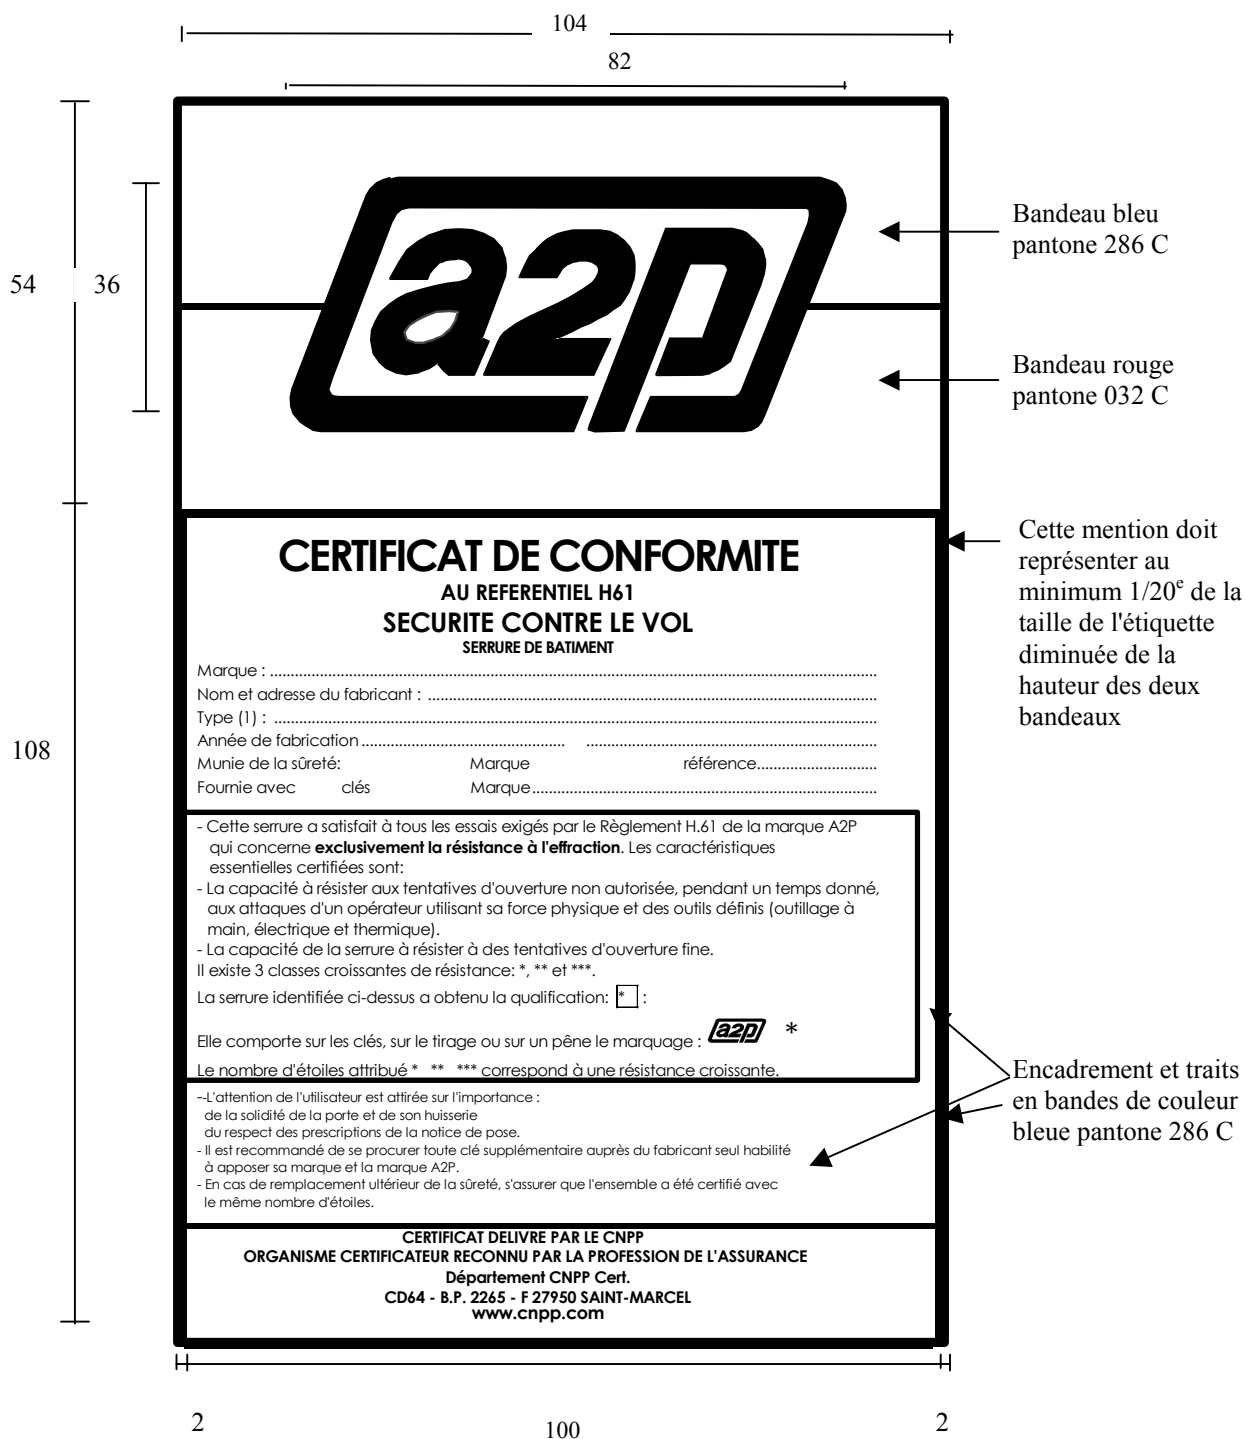 104
82
54
36
a2p
Bandeau bleu
pantone 286 C
Bandeau rouge
pantone 032 C
Cette mention doit
représenter au
minimum 1/20e de la
taille de l'étiquette
diminuée de la
hauteur des deux
bandeaux
CERTIFICAT DE CONFORMITE
AU REFERENTIEL H61
SECURITE CONTRE LE VOL
SERRURE DE BATIMENT
Marque : ..........
Nom et adresse du fabricant : ..........
Type (1) : ..........
Année de fabrication .......... ..........
Munie de la sûreté: Marque référence..........
Fournie avec clés Marque..........
108
- Cette serrure a satisfait à tous les essais exigés par le Règlement H.61 de la marque A2P
qui concerne exclusivement la résistance à l'effraction. Les caractéristiques
essentielles certifiées sont:
- La capacité à résister aux tentatives d'ouverture non autorisée, pendant un temps donné,
aux attaques d'un opérateur utilisant sa force physique et des outils définis (outillage à
main, électrique et thermique).
- La capacité de la serrure à résister à des tentatives d'ouverture fine.
Il existe 3 classes croissantes de résistance: *, ** et ***.
La serrure identifiée ci-dessus a obtenu la qualification: * :
Elle comporte sur les clés, sur le tirage ou sur un pêne le marquage : a2p *
Le nombre d'étoiles attribué * ** *** correspond à une résistance croissante.
Encadrement et traits
en bandes de couleur
bleue pantone 286 C
--L'attention de l'utilisateur est attirée sur l'importance :
de la solidité de la porte et de son huisserie
du respect des prescriptions de la notice de pose.
- Il est recommandé de se procurer toute clé supplémentaire auprès du fabricant seul habilité
à apposer sa marque et la marque A2P.
- En cas de remplacement ultérieur de la sûreté, s'assurer que l'ensemble a été certifié avec
le même nombre d'étoiles.
CERTIFICAT DELIVRE PAR LE CNPP
ORGANISME CERTIFICATEUR RECONNU PAR LA PROFESSION DE L'ASSURANCE
Département CNPP Cert.
CD64 - B.P. 2265 - F 27950 SAINT-MARCEL
www.cnpp.com
2
100
2